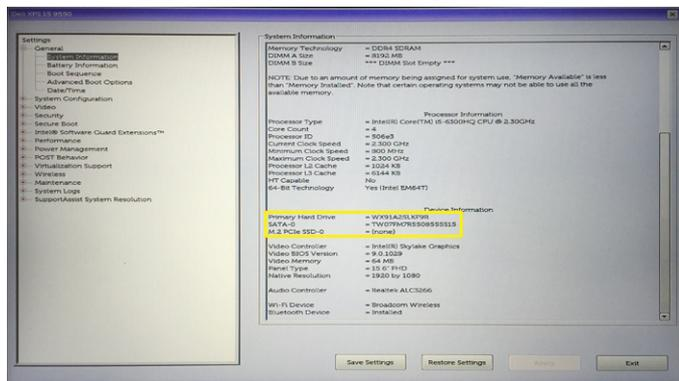 Dell XPS 15 9550
Settings
General
System Information
Battery Information
Boot Sequence
Advanced Boot Options
Date/Time
System Configuration
Video
Security
Secure Boot
Intel® Software Guard Extensions™
Performance
Power Management
POST Behavior
Virtualization Support
Wireless
Maintenance
System Logs
SupportAssist System Resolution
System Information
Memory Technology = DDR4 SDRAM
DIMM A Size = 8192 MB
DIMM B Size *** DIMM Slot Empty ***
NOTE: Due to an amount of memory being assigned for system use, "Memory Available" is less
than "Memory Installed". Note that certain operating systems may not be able to use all the
available memory.
Processor Information
Processor Type = Intel(R) Core(TM) i5-6300HQ CPU @ 2.30GHz
Core Count = 4
Processor ID = 506e3
Current Clock Speed = 2.300 GHz
Minimum Clock Speed = 800 MHz
Maximum Clock Speed = 2.300 GHz
Processor L2 Cache = 1024 KB
Processor L3 Cache = 6144 KB
HT Capable No
64-Bit Technology Yes (Intel EM64T)
Device Information
Primary Hard Drive
SATA-0
M.2 PCIe SSD-0 = (none)
Video Controller = Intel(R) Skylake Graphics
Video BIOS Version = 9.0.1029
Video Memory = 64 MB
Panel Type = 15.6" FHD
Native Resolution = 1920 by 1080
Audio Controller = Realtek ALC3266
Wi-Fi Device = Broadcom Wireless
Bluetooth Device = Installed
Save Settings Restore Settings Apply Exit